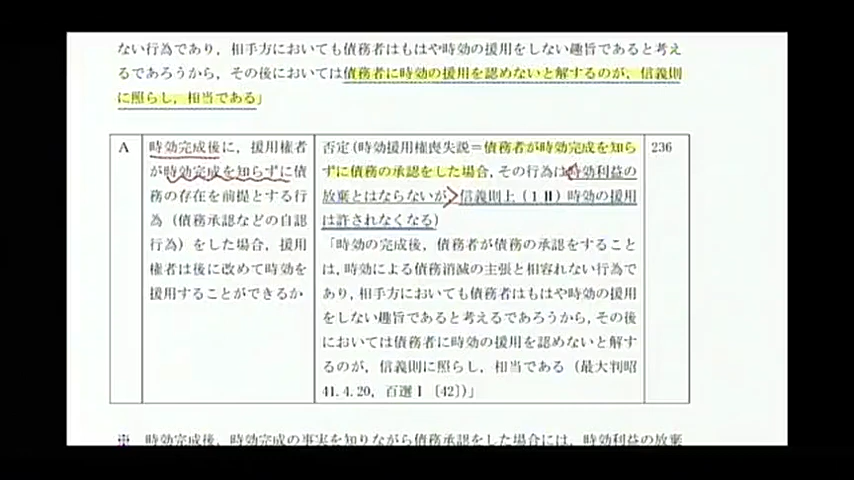 ない行為であり，相手方においても債務者はもはや時効の援用をしない趣旨であると考え
るであろうから，その後においては債務者に時効の援用を認めないと解するのが，信義則
に照らし，相当である」
A
時効完成後に，援用権者
が時効完成を知らずに債
務の存在を前提とする行
為（債務承認などの自認
行為）をした場合，援用
権者は後に改めて時効を
援用することができるか
否定（時効援用権喪失説＝債務者が時効完成を知ら
ずに債務の承認をした場合，その行為は時効利益の
放棄とはならないが，信義則上（１Ⅱ）時効の援用
は許されなくなる）
「時効の完成後，債務者が債務の承認をすること
は，時効による債務消滅の主張と相容れない行為で
あり，相手方においても債務者はもはや時効の援用
をしない趣旨であると考えるであろうから，その後
においては債務者に時効の援用を認めないと解す
るのが，信義則に照らし，相当である（最大判昭
41.4.20，百選Ⅰ〔42〕）」
236
※ 時効完成後，時効完成の事実を知りながら債務承認をした場合には，時効利益の放棄